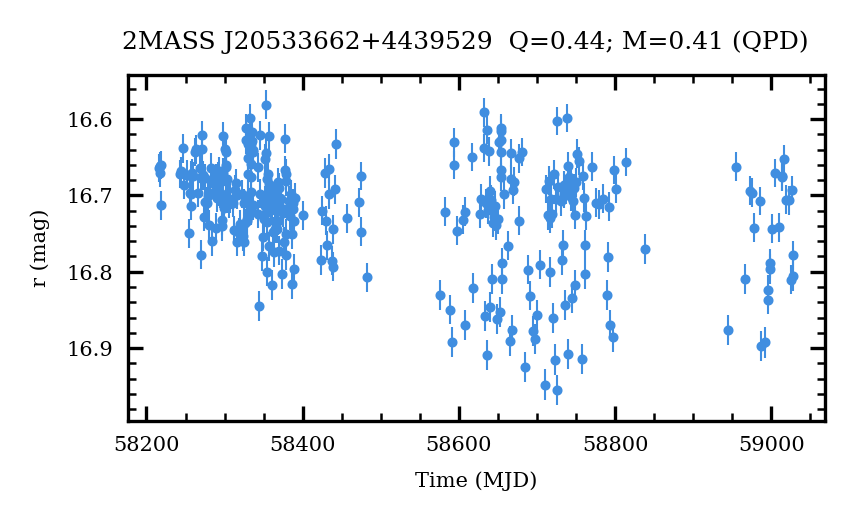 2MASS J20533662+4439529  Q=0.44; M=0.41 (QPD)
16.6
16.7
16.8
16.9
r (mag)
58200 58400 58600 58800 59000
Time (MJD)